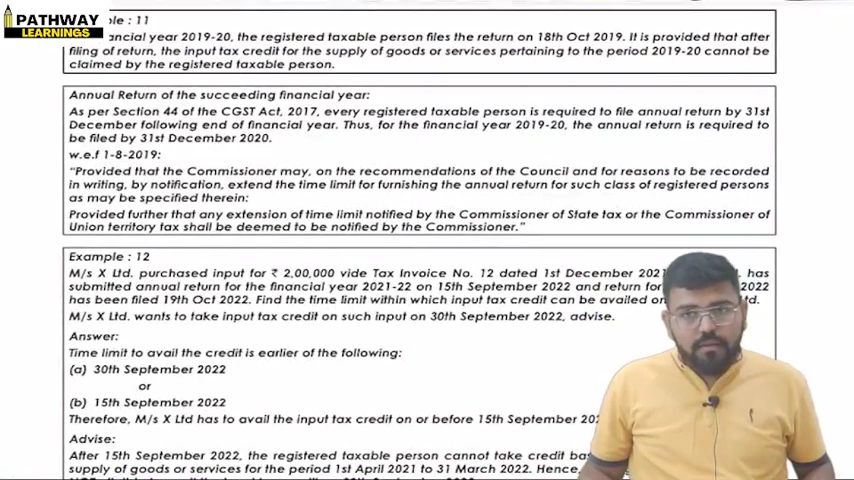 PATHWAY
LEARNINGS
ple : 11
ancial year 2019-20, the registered taxable person files the return on 18th Oct 2019. It is provided that after
filing of return, the input tax credit for the supply of goods or services pertaining to the period 2019-20 cannot be
claimed by the registered taxable person.
Annual Return of the succeeding financial year:
As per Section 44 of the CGST Act, 2017, every registered taxable person is required to file annual return by 31st
December following end of financial year. Thus, for the financial year 2019-20, the annual return is required to
be filed by 31st December 2020.
w.e.f 1-8-2019:
"Provided that the Commissioner may, on the recommendations of the Council and for reasons to be recorded
in writing, by notification, extend the time limit for furnishing the annual return for such class of registered persons
as may be specified therein:
Provided further that any extension of time limit notified by the Commissioner of State tax or the Commissioner of
Union territory tax shall be deemed to be notified by the Commissioner."
Example : 12
M/s X Ltd. purchased input for ₹ 2,00,000 vide Tax Invoice No. 12 dated 1st December 2021 has
submitted annual return for the financial year 2021-22 on 15th September 2022 and return for 2022
has been filed 19th Oct 2022. Find the time limit within which input tax credit can be availed td.
M/s X Ltd. wants to take input tax credit on such input on 30th September 2022, advise.
Answer:
Time limit to avail the credit is earlier of the following:
(a) 30th September 2022
or
(b) 15th September 2022
Therefore, M/s X Ltd has to avail the input tax credit on or before 15th September
Advise:
After 15th September 2022, the registered taxable person cannot take credit
supply of goods or services for the period 1st April 2021 to 31 March 2022. Hence,